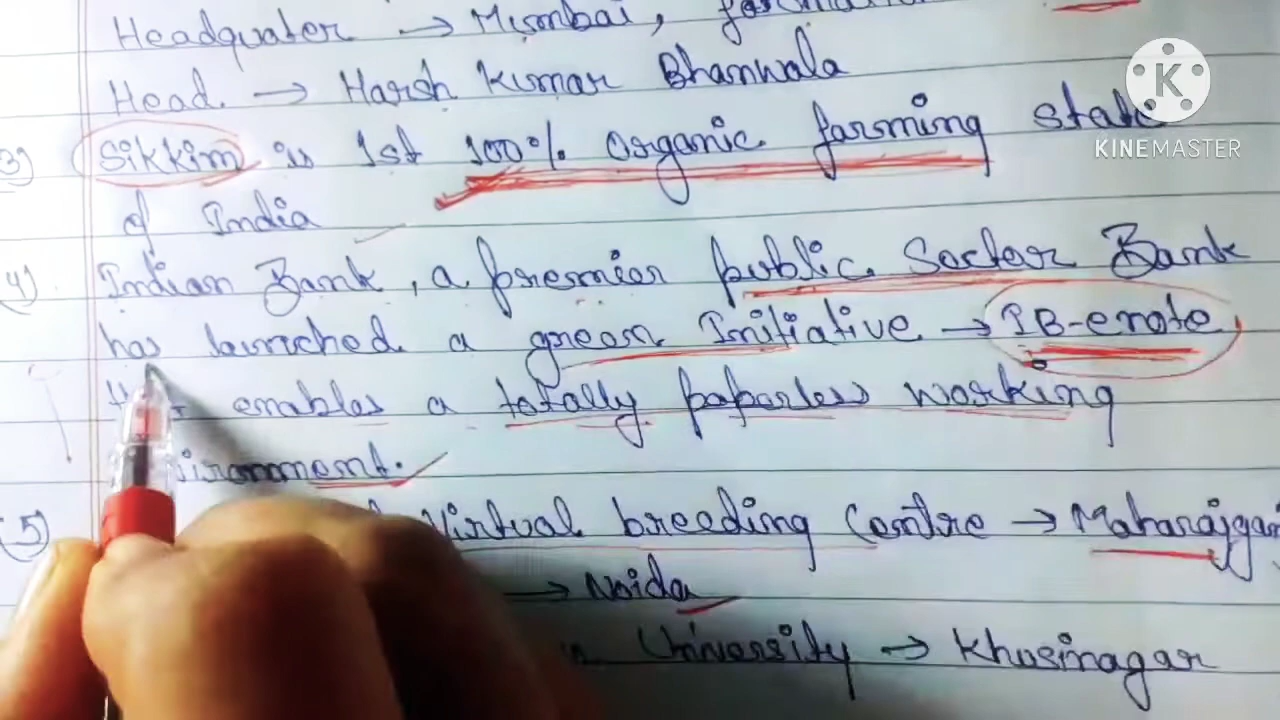 Headquater → Mumbai,
Head. → Harsh Kumar Bhanwala
3) Sikkim is 1st 100% Organic farming state
of India
4) Indian Bank, a premier public Sector Bank
has launched a green Initiative → IB-enote
enables a totally paperless working
(5) Virtual breeding Centre → Maharajgan
→ Noida
University → Khusinagar
K
KINEMASTER